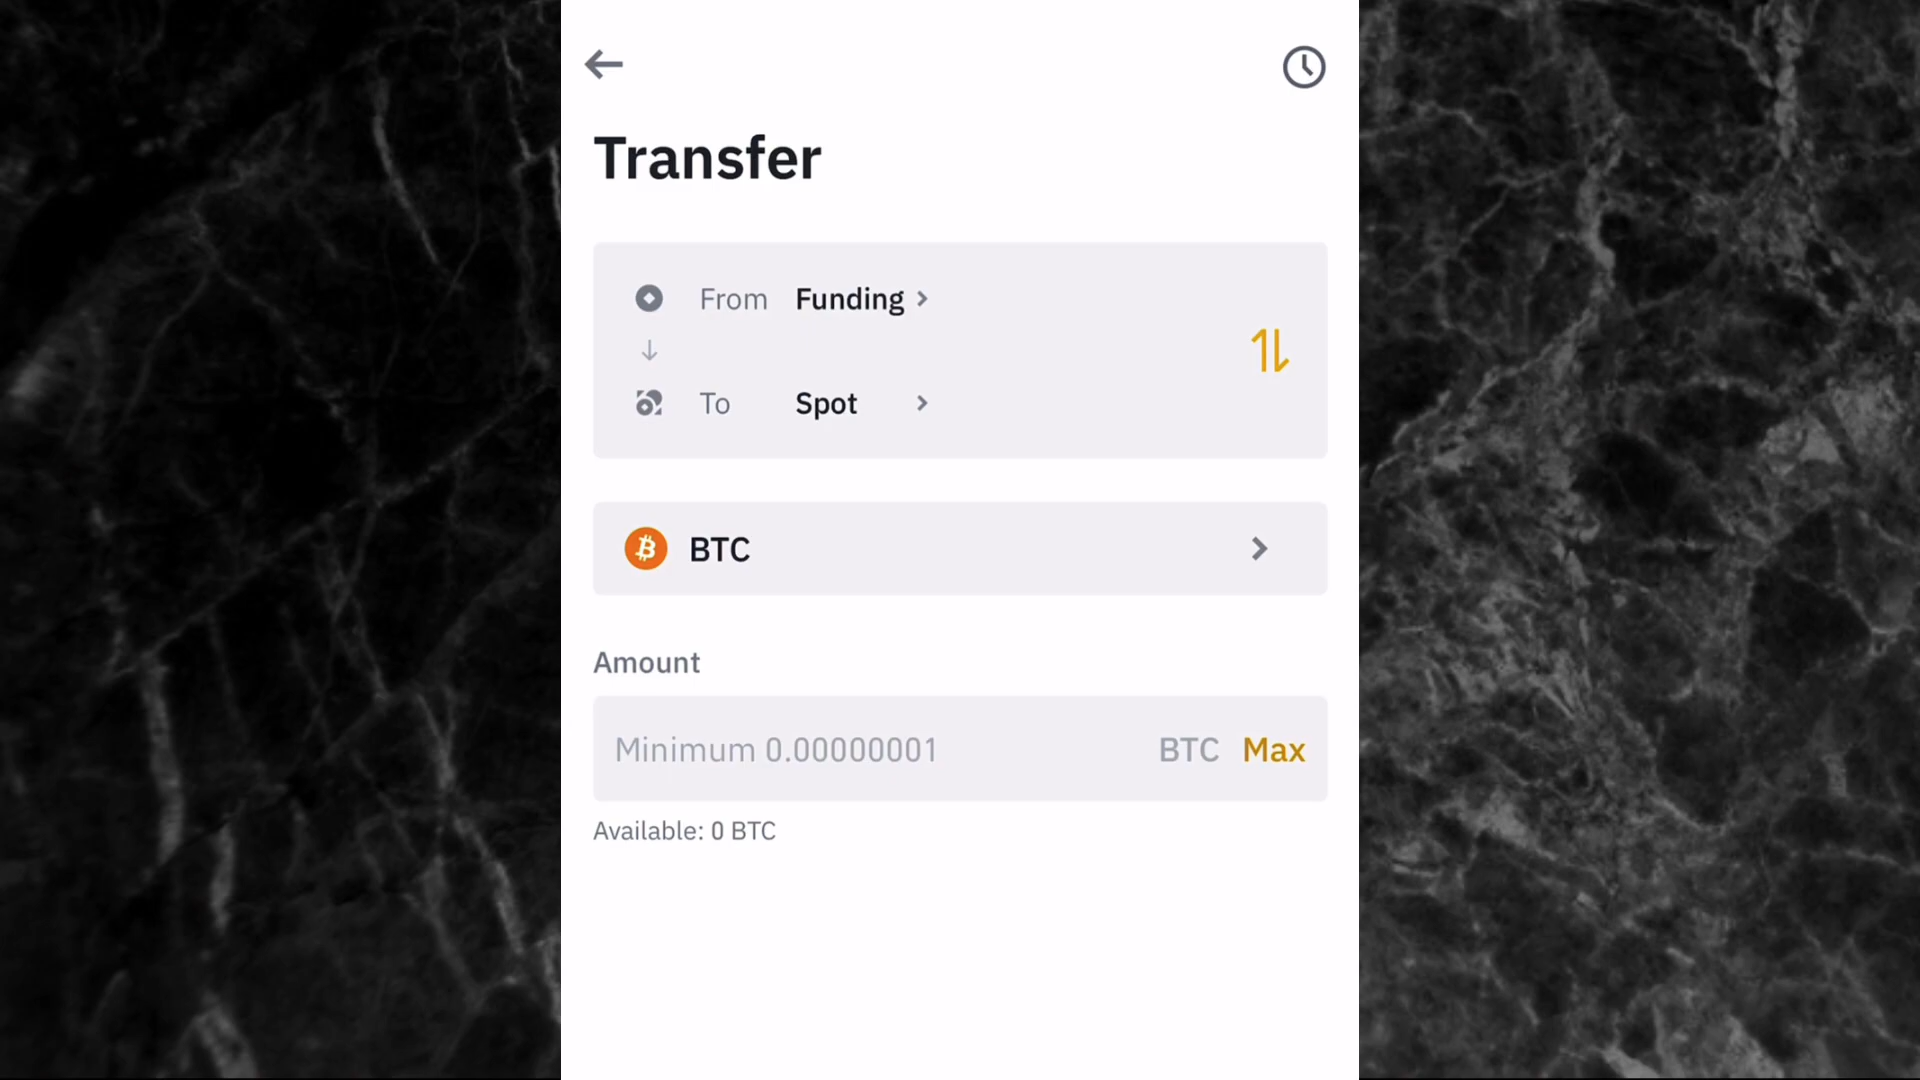 Transfer
From Funding
To Spot
BTC
Amount
Minimum 0.00000001 BTC Max
Available: 0 BTC